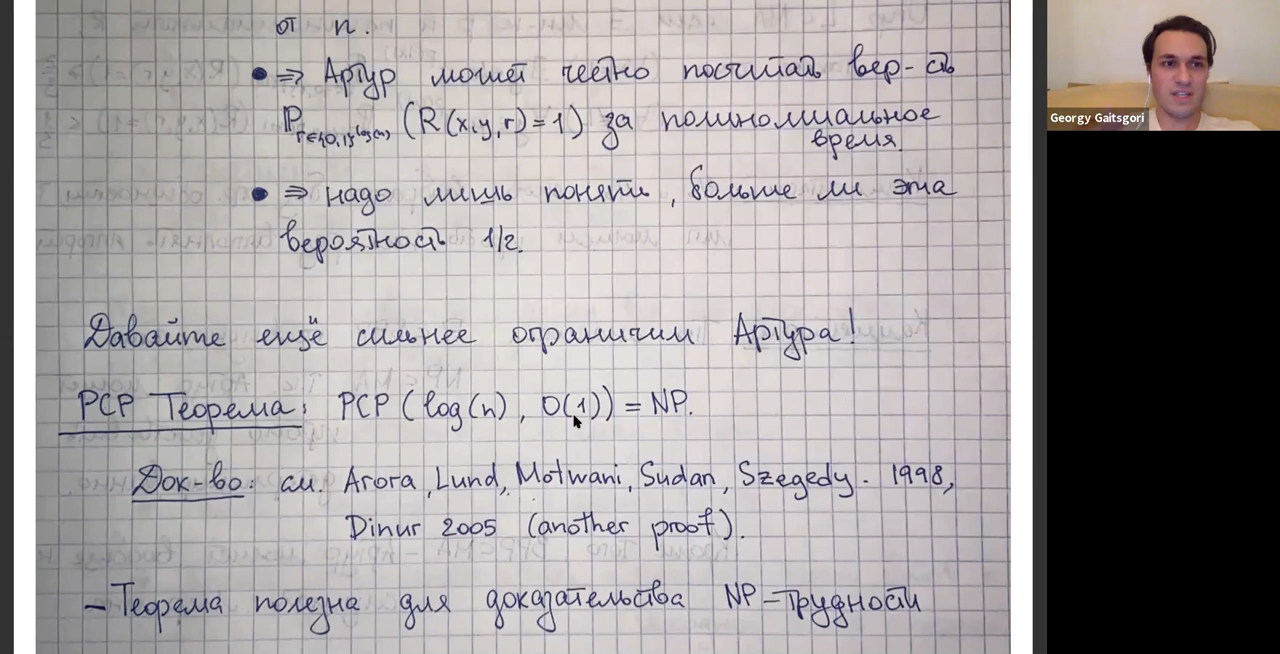 от n.
• ⇒ Артур может честно посчитать вер-сть
P_{r∈{0,1}^{log(n)}} (R(x,y,r)=1) за полиномиальное
время.
• ⇒ надо лишь понять, больше ли эта
вероятность 1/2.
Давайте ещё сильнее ограничим Артура!
PCP Теорема: PCP(log(n), O(1)) = NP.
Док-во: см. Arora, Lund, Motwani, Sudan, Szegedy. 1998,
Dinur 2005 (another proof).
– Теорема полезна для доказательства NP-трудности
Georgy Gaitsgori